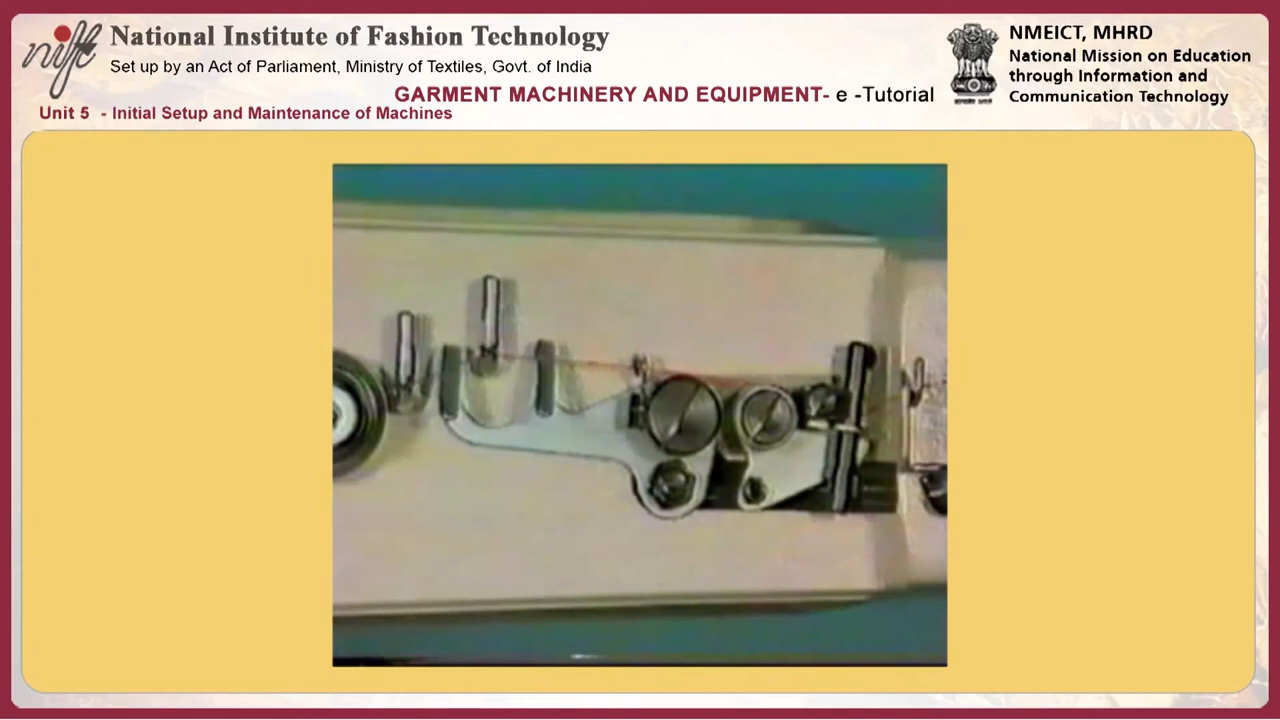 nift
National Institute of Fashion Technology
Set up by an Act of Parliament, Ministry of Textiles, Govt. of India
GARMENT MACHINERY AND EQUIPMENT- e -Tutorial
Unit 5 - Initial Setup and Maintenance of Machines
NMEICT, MHRD
National Mission on Education
through Information and
Communication Technology